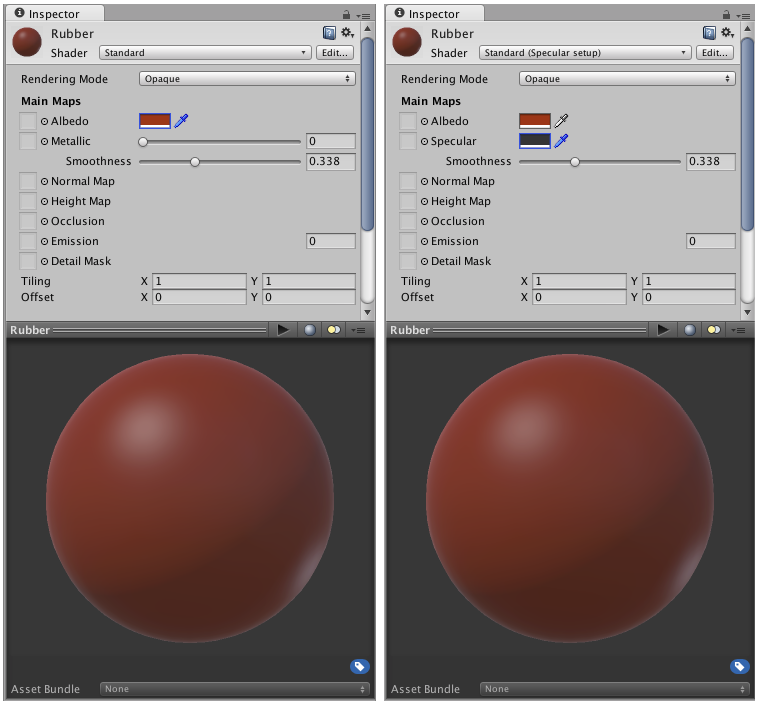 Inspector
Rubber
Shader Standard Edit...
Rendering Mode Opaque
Main Maps
Albedo
Metallic 0
Smoothness 0.338
Normal Map
Height Map
Occlusion
Emission 0
Detail Mask
Tiling X 1 Y 1
Offset X 0 Y 0
Rubber
Asset Bundle None
Inspector
Rubber
Shader Standard (Specular setup) Edit...
Rendering Mode Opaque
Main Maps
Albedo
Specular
Smoothness 0.338
Normal Map
Height Map
Occlusion
Emission 0
Detail Mask
Tiling X 1 Y 1
Offset X 0 Y 0
Rubber
Asset Bundle None